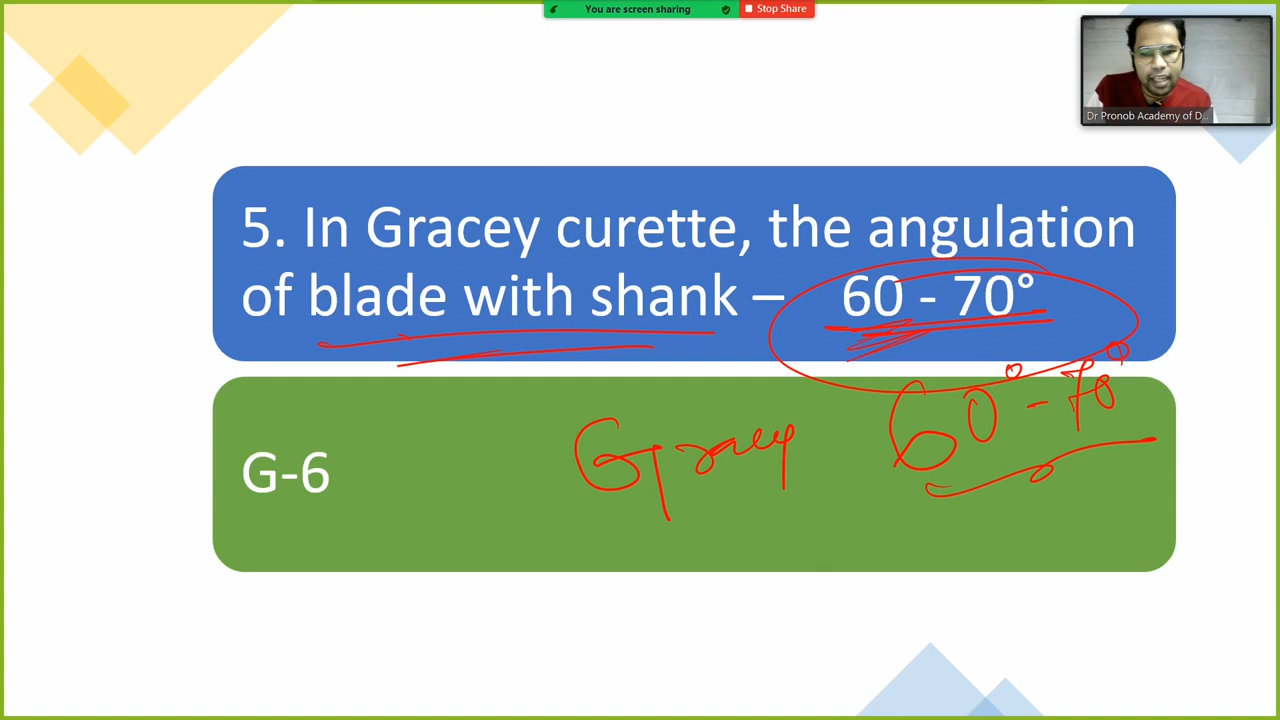 You are screen sharing Stop Share
Dr Pronob Academy of D...
5. In Gracey curette, the angulation
of blade with shank – 60 - 70°
60° - 70°
Gracey
G-6